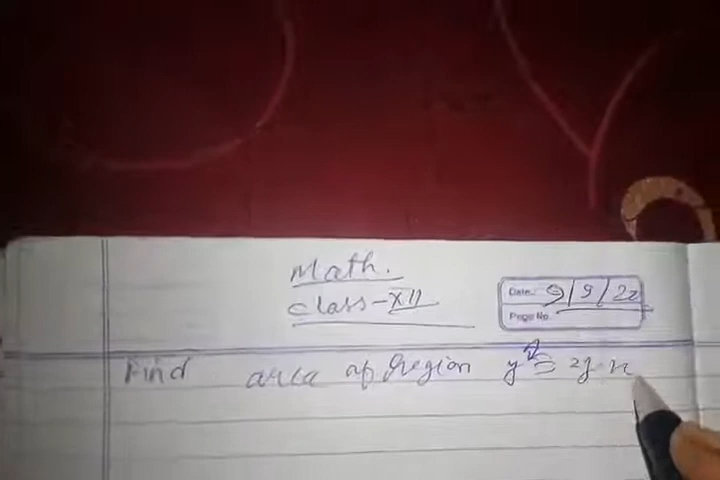 Math.
Class-XII
Date: 9/9/22
Page No.
Find area of region y² = 2y-x